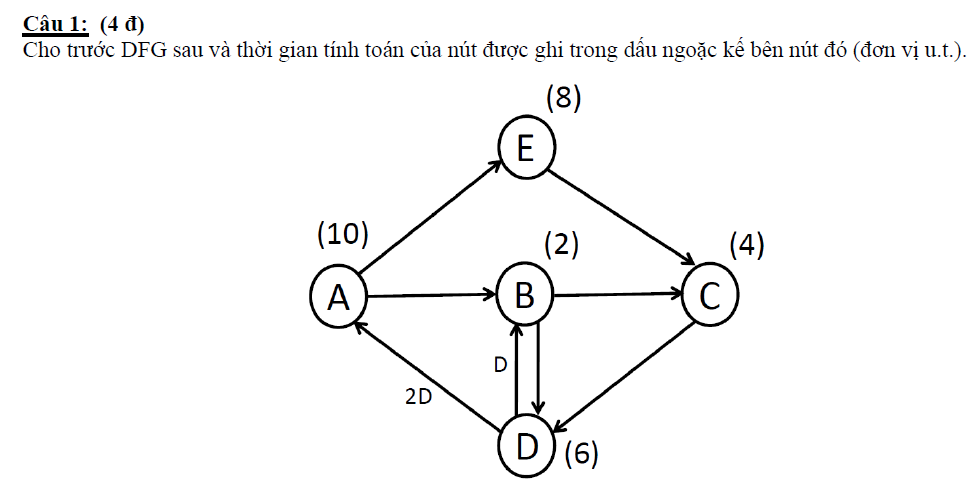 Câu 1: (4 đ)
Cho trước DFG sau và thời gian tính toán của nút được ghi trong dấu ngoặc kế bên nút đó (đơn vị u.t.).
(8)
E
(10)
(2)
(4)
A
B
C
D
2D
D
(6)